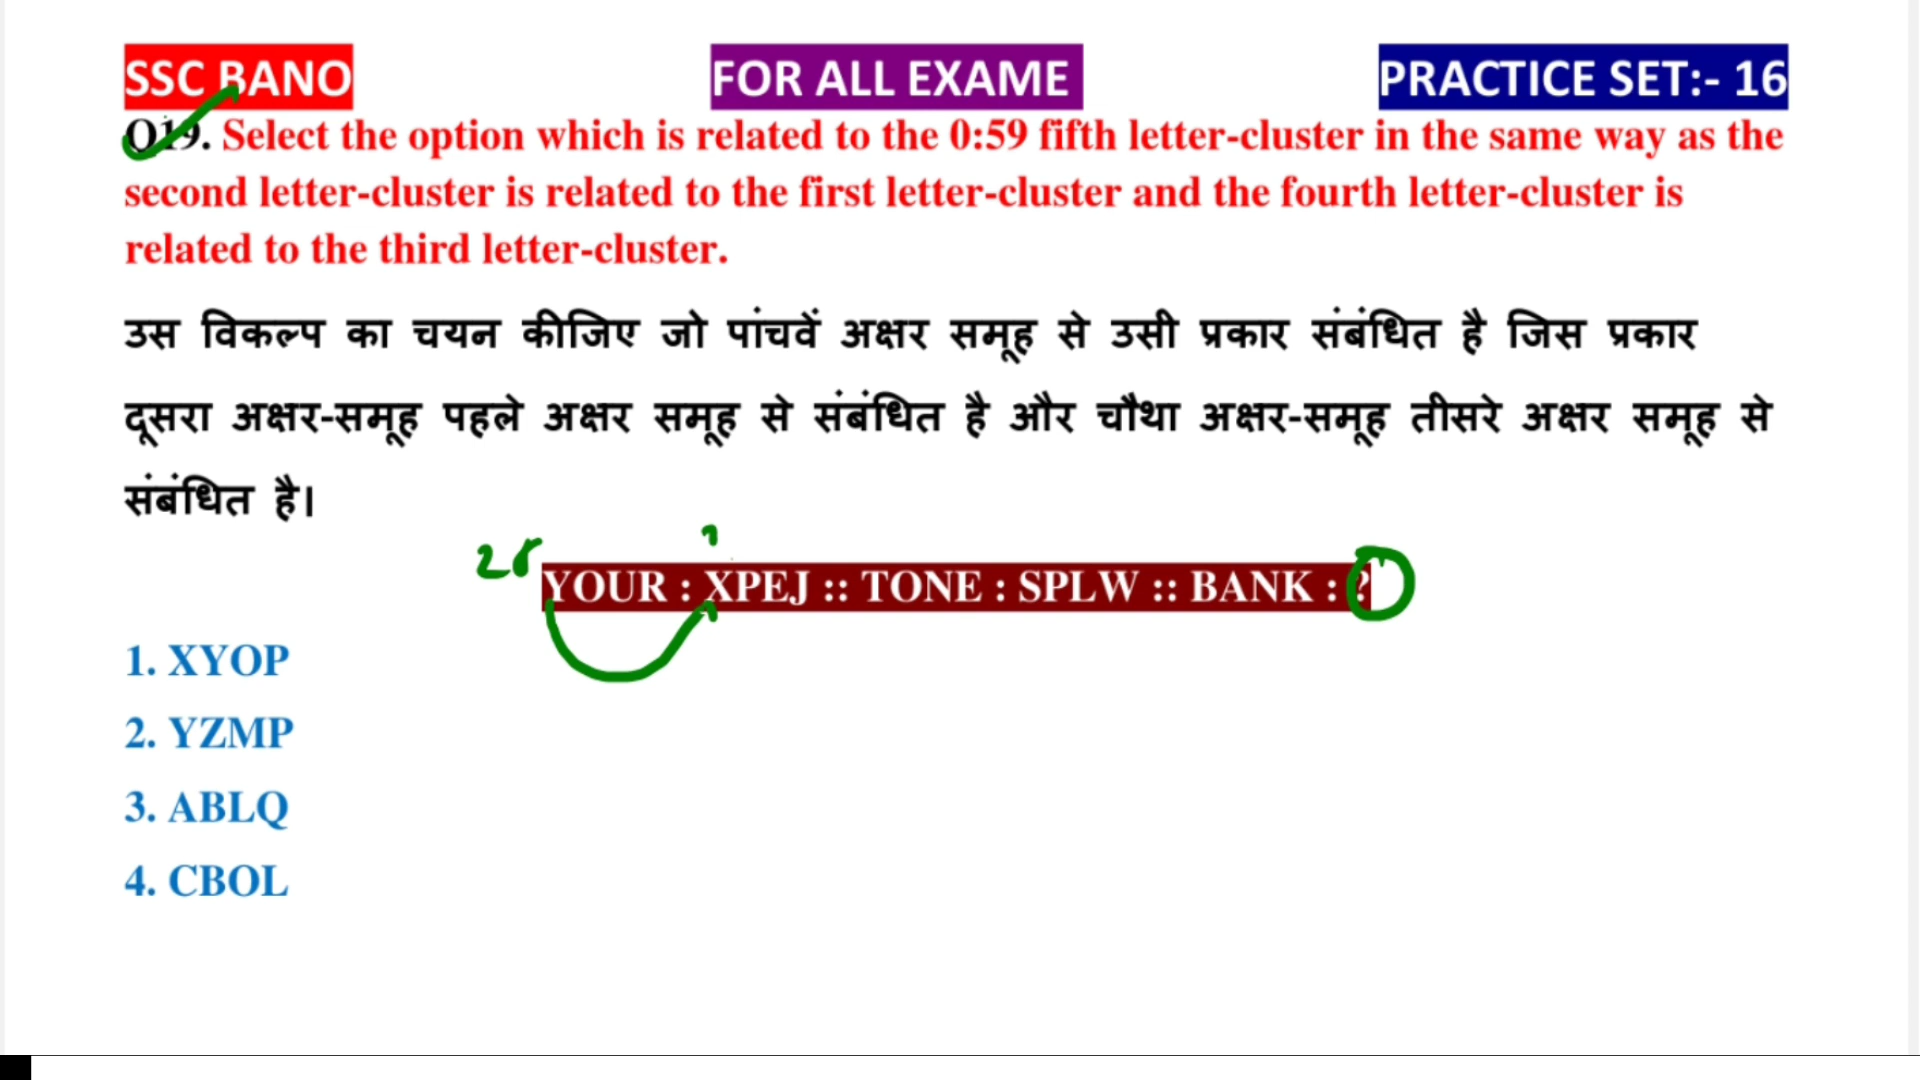 SSC BANO FOR ALL EXAME PRACTICE SET:- 16
Q19. Select the option which is related to the 0:59 fifth letter-cluster in the same way as the
second letter-cluster is related to the first letter-cluster and the fourth letter-cluster is
related to the third letter-cluster.
उस विकल्प का चयन कीजिए जो पांचवें अक्षर समूह से उसी प्रकार संबंधित है जिस प्रकार
दूसरा अक्षर-समूह पहले अक्षर समूह से संबंधित है और चौथा अक्षर-समूह तीसरे अक्षर समूह से
संबंधित है।
YOUR : XPEJ :: TONE : SPLW :: BANK : ?
1. XYOP
2. YZMP
3. ABLQ
4. CBOL